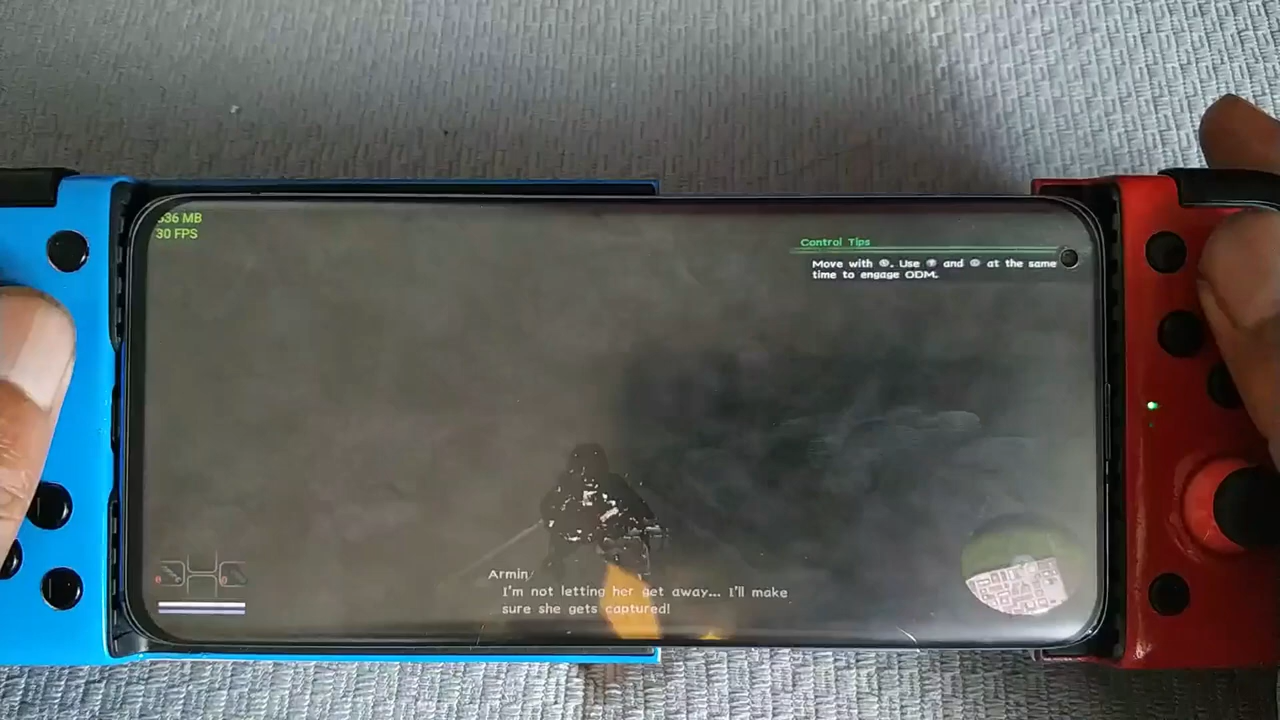 36 MB
30 FPS
Control Tips
Move with . Use and at the same
time to engage ODM.
Armin
I'm not letting her get away... I'll make
sure she gets captured!